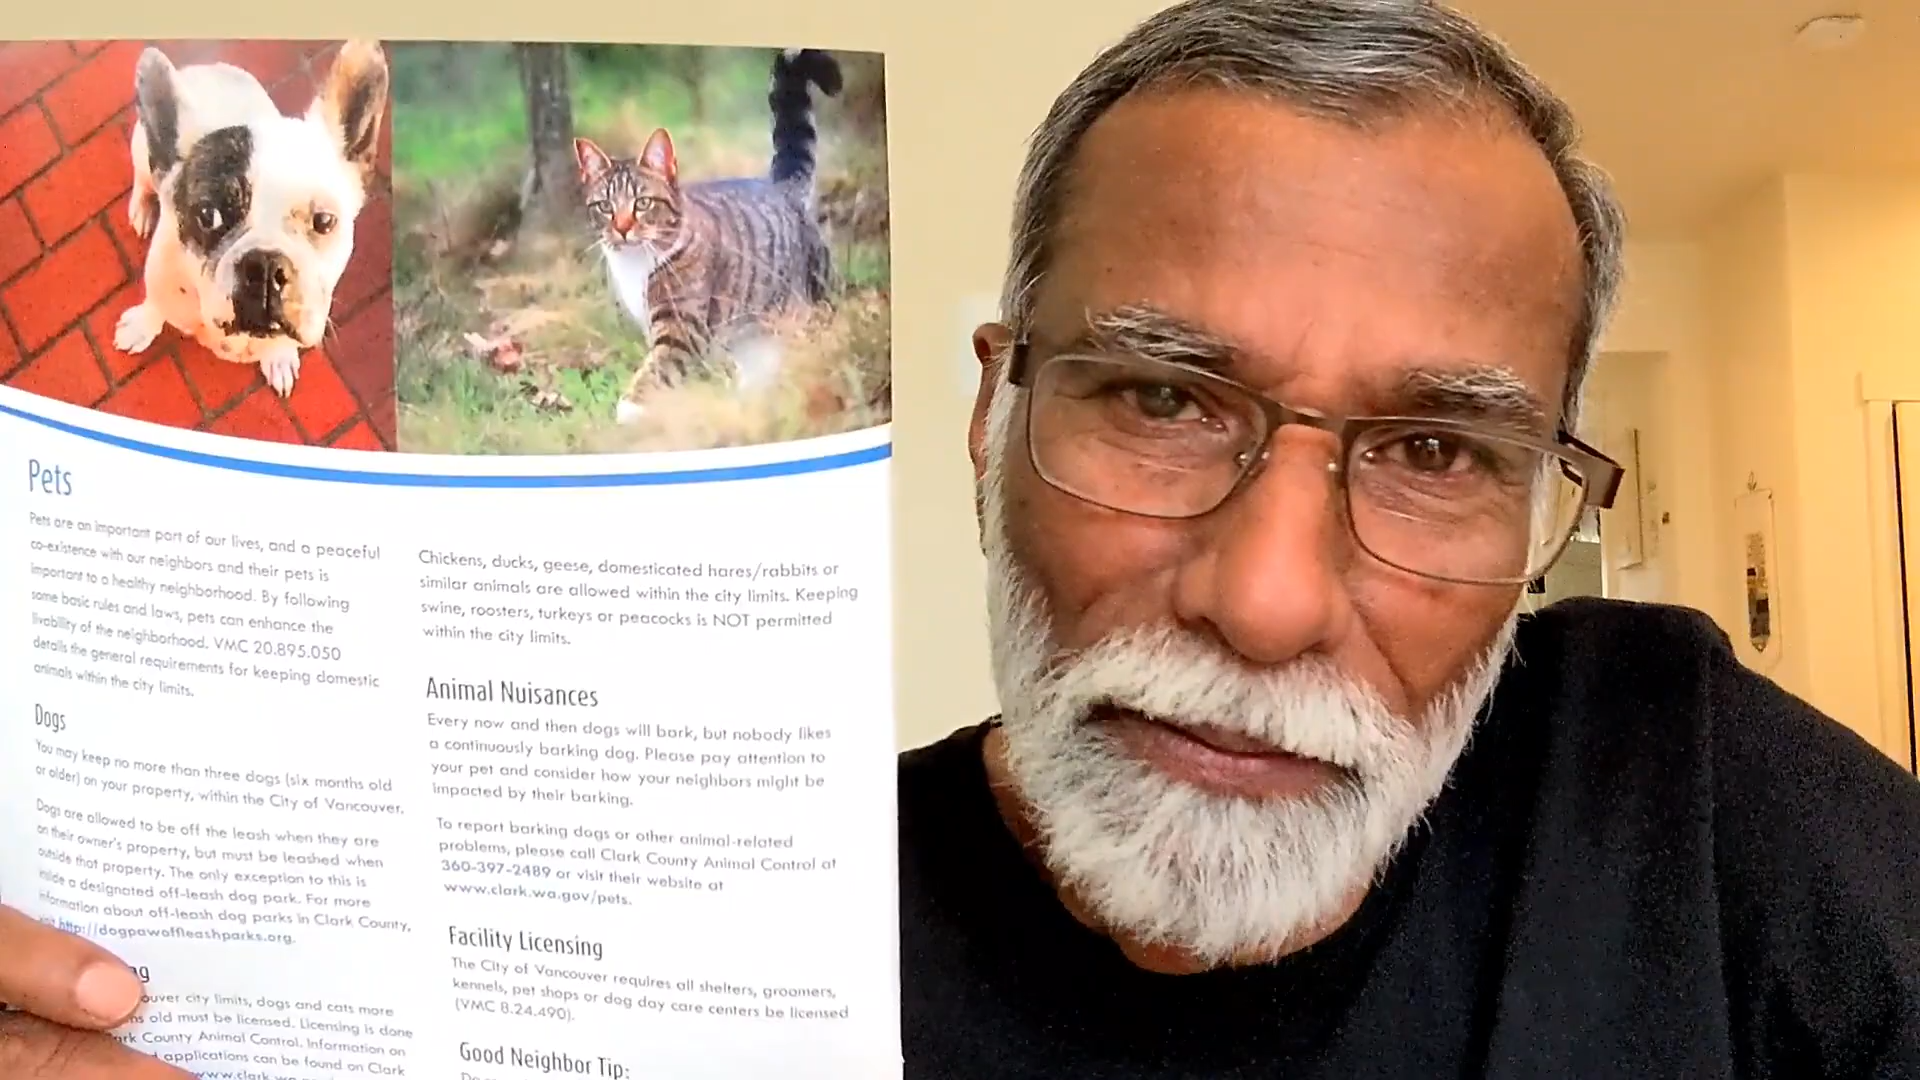 Pets
Pets are an important part of our lives, and a peaceful
co-existence with our neighbors and their pets is
important to a healthy neighborhood. By following
some basic rules and laws, pets can enhance the
livability of the neighborhood. VMC 20.895.050
details the general requirements for keeping domestic
animals within the city limits.
Dogs
You may keep no more than three dogs (six months old
or older) on your property, within the City of Vancouver.
Dogs are allowed to be off the leash when they are
on their owner's property, but must be leashed when
outside that property. The only exception to this is
inside a designated off-leash dog park. For more
information about off-leash dog parks in Clark County,
visit http://dogpawoffleashparks.org.
city limits, dogs and cats more
old must be licensed. Licensing is done
County Animal Control. Information on
applications can be found on Clark
Chickens, ducks, geese, domesticated hares/rabbits or
similar animals are allowed within the city limits. Keeping
swine, roosters, turkeys or peacocks is NOT permitted
within the city limits.
Animal Nuisances
Every now and then dogs will bark, but nobody likes
a continuously barking dog. Please pay attention to
your pet and consider how your neighbors might be
impacted by their barking.
To report barking dogs or other animal-related
problems, please call Clark County Animal Control at
360-397-2489 or visit their website at
www.clark.wa.gov/pets.
Facility Licensing
The City of Vancouver requires all shelters, groomers,
kennels, pet shops or dog day care centers be licensed
(VMC 8.24.490).
Good Neighbor Tip: